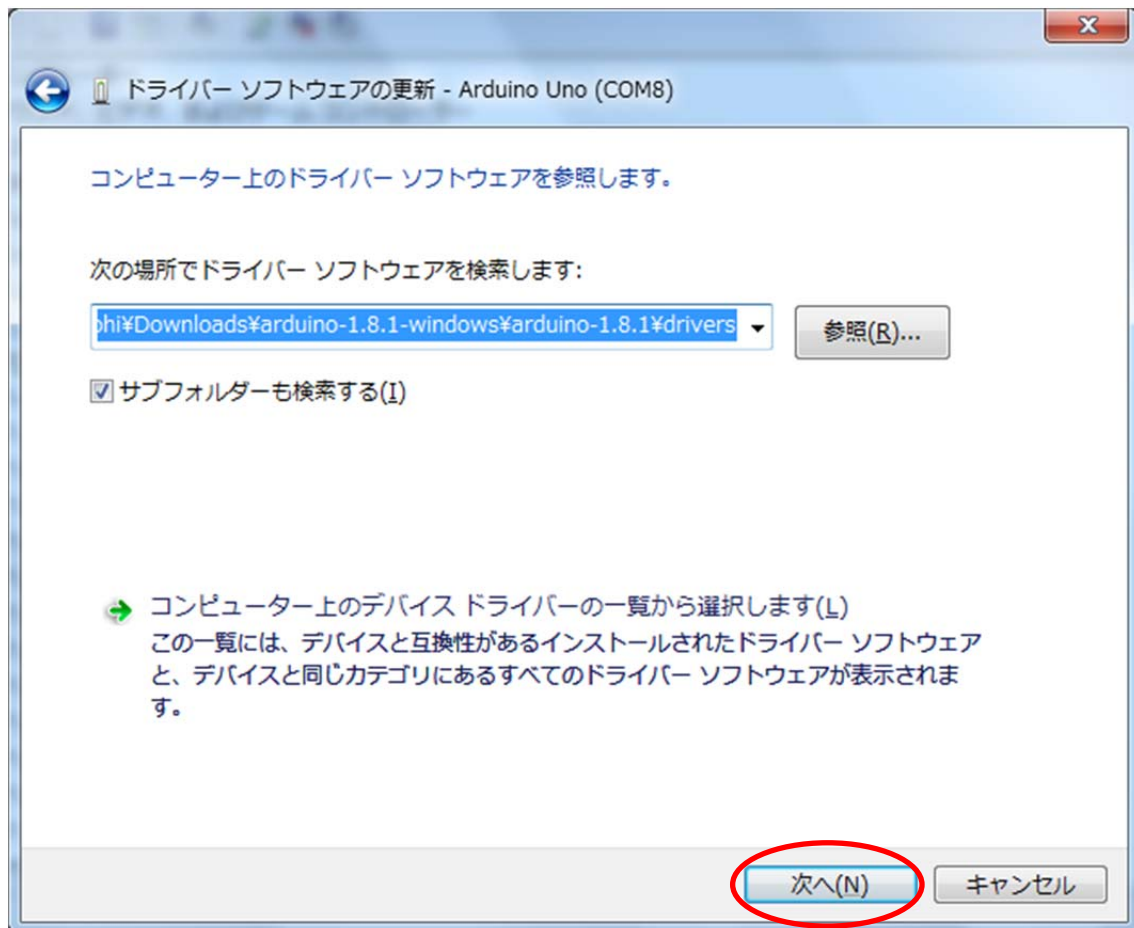 ドライバー ソフトウェアの更新 - Arduino Uno (COM8)
コンピューター上のドライバー ソフトウェアを参照します。
次の場所でドライバー ソフトウェアを検索します:
phi¥Downloads¥arduino-1.8.1-windows¥arduino-1.8.1¥drivers
参照(R)...
サブフォルダーも検索する(I)
コンピューター上のデバイス ドライバーの一覧から選択します(L)
この一覧には、デバイスと互換性があるインストールされたドライバー ソフトウェア
と、デバイスと同じカテゴリにあるすべてのドライバー ソフトウェアが表示されま
す。
次へ(N)
キャンセル